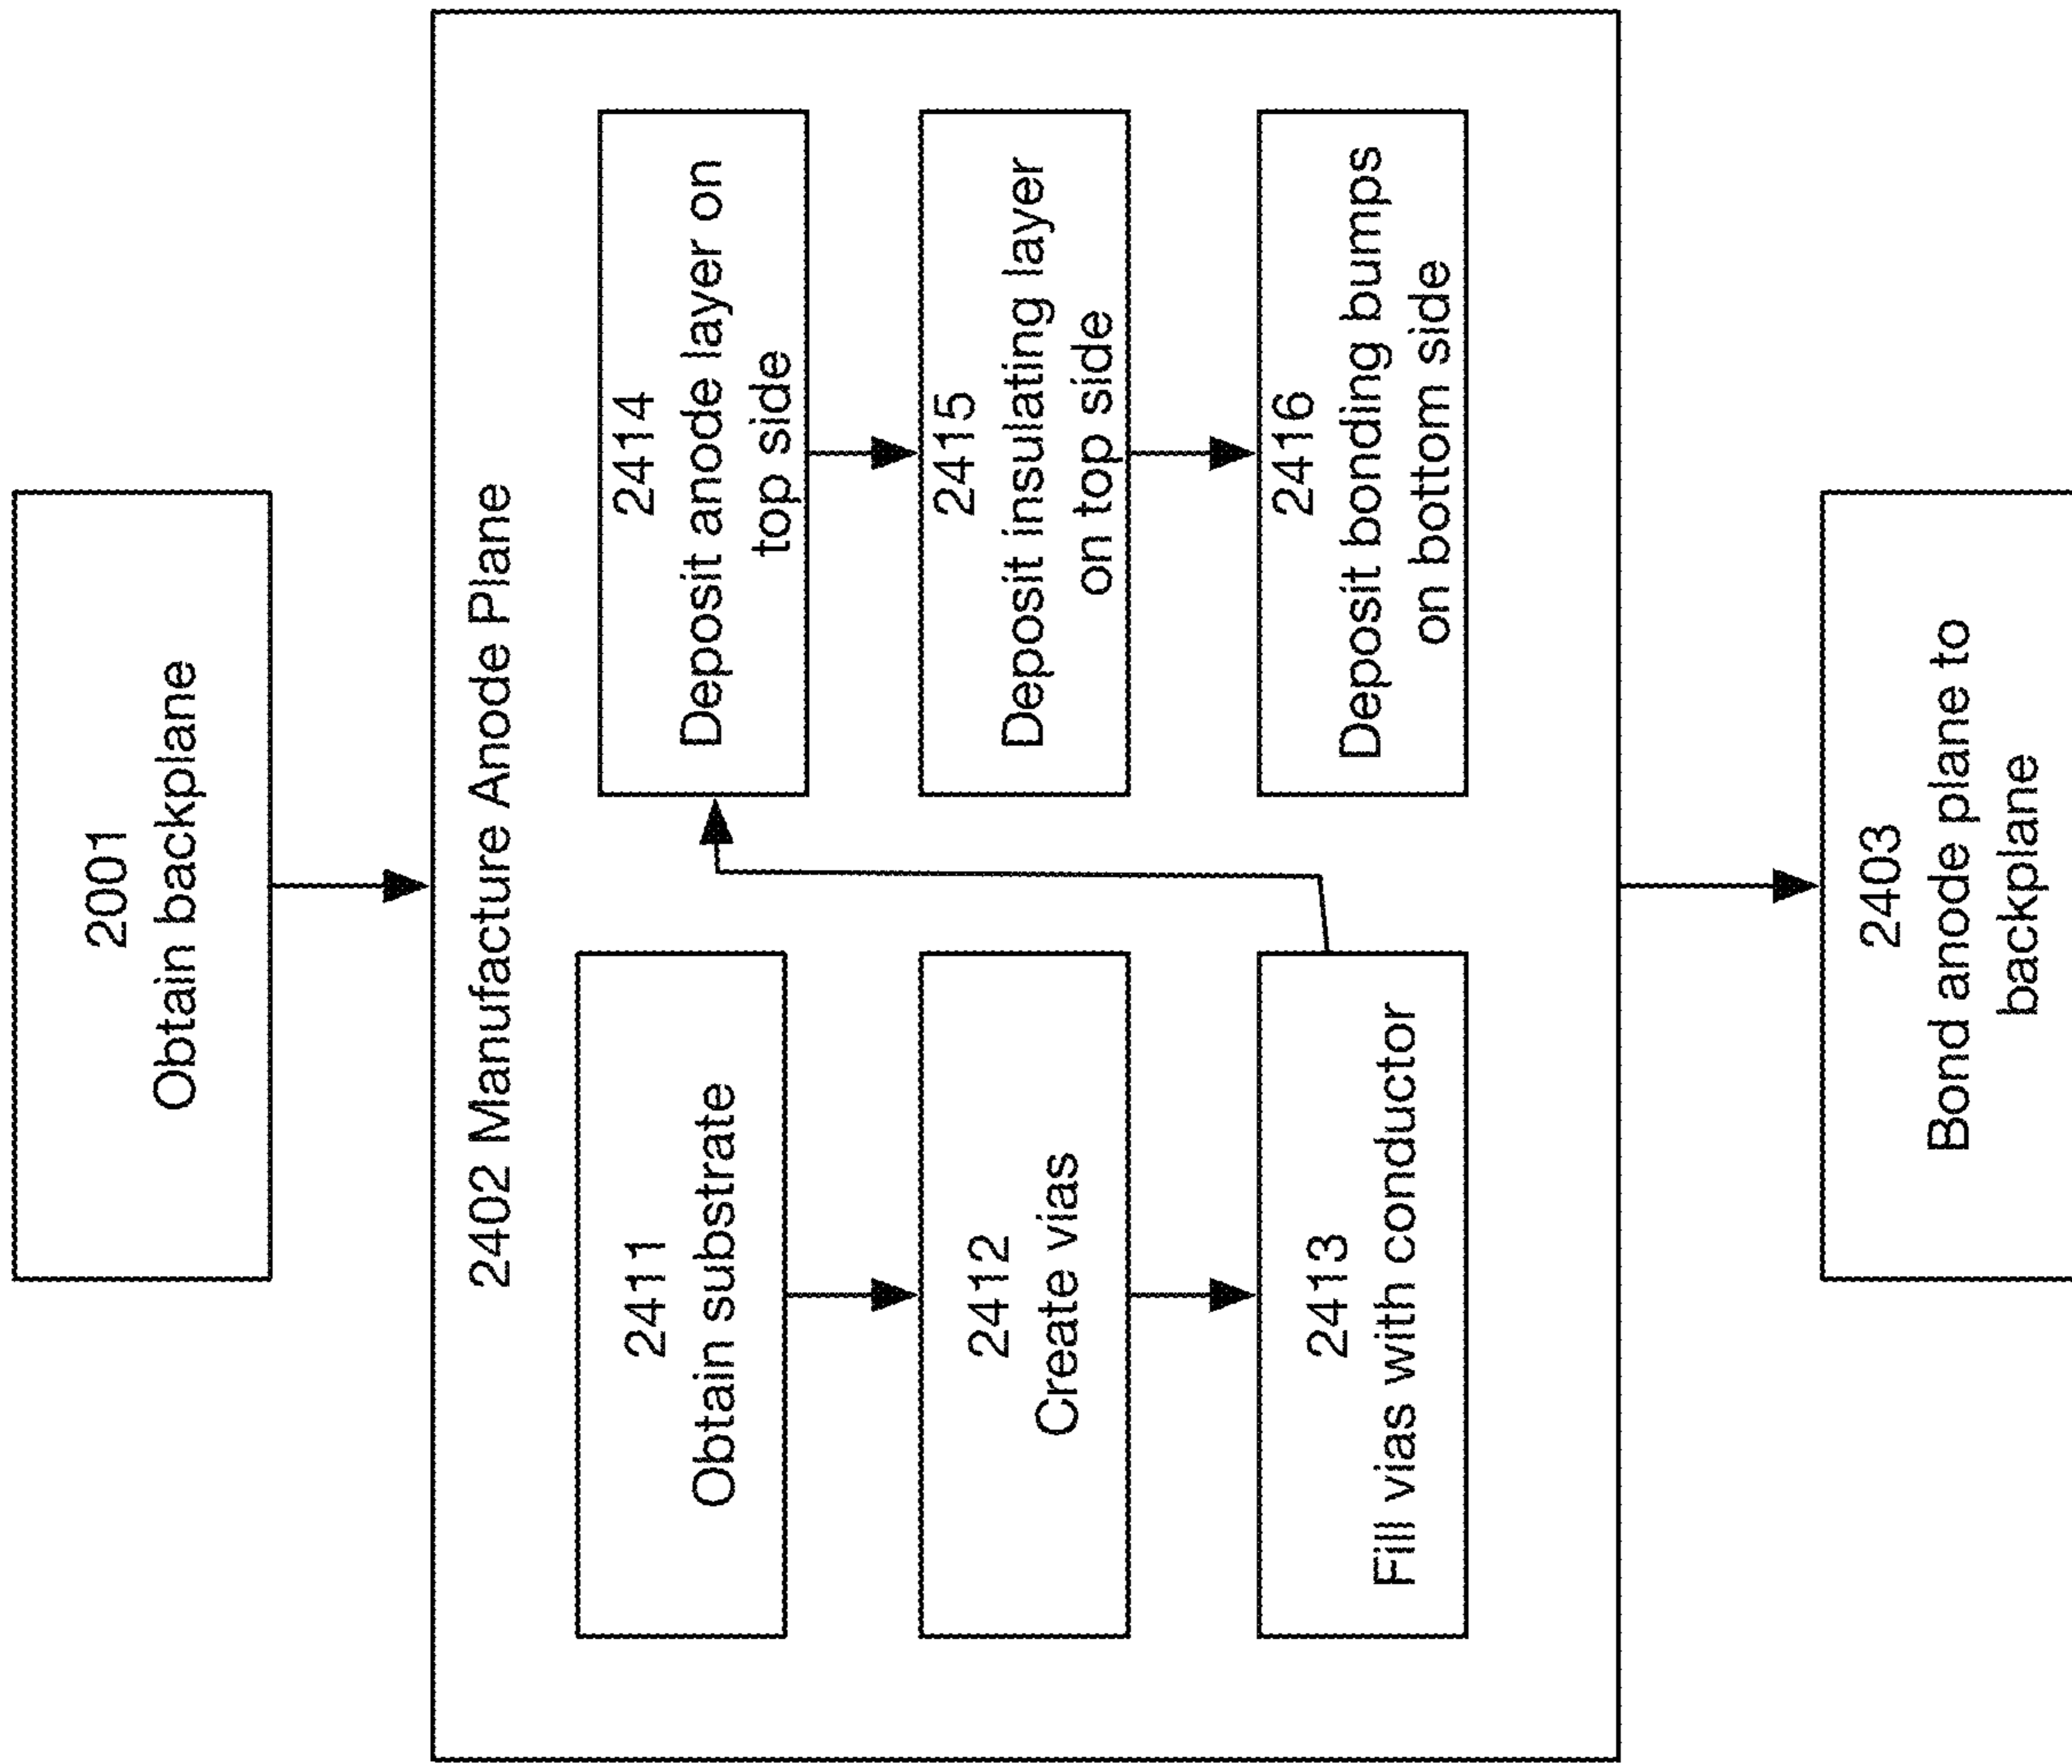 2001
Obtain backplane
2402 Manufacture Anode Plane
2411
Obtain substrate
2412
Create vias
2413
Fill vias with conductor
2414
Deposit anode layer on
top side
2415
Deposit insulating layer
on top side
2416
Deposit bonding bumps
on bottom side
2403
Bond anode plane to
backplane